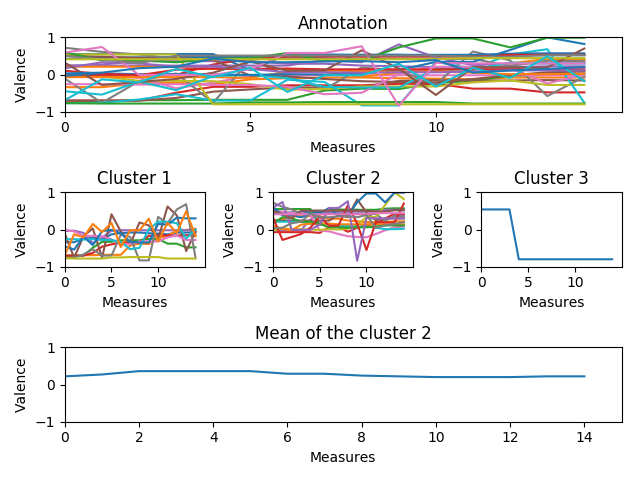 Annotation
Valence
1
0
−1
0 5 10
Measures
Cluster 1 Cluster 2 Cluster 3
Valence Valence Valence
1 1 1
0 0 0
−1 −1 −1
0 5 10 0 5 10 0 5 10
Measures Measures Measures
Mean of the cluster 2
Valence
1
0
−1
0 2 4 6 8 10 12 14
Measures